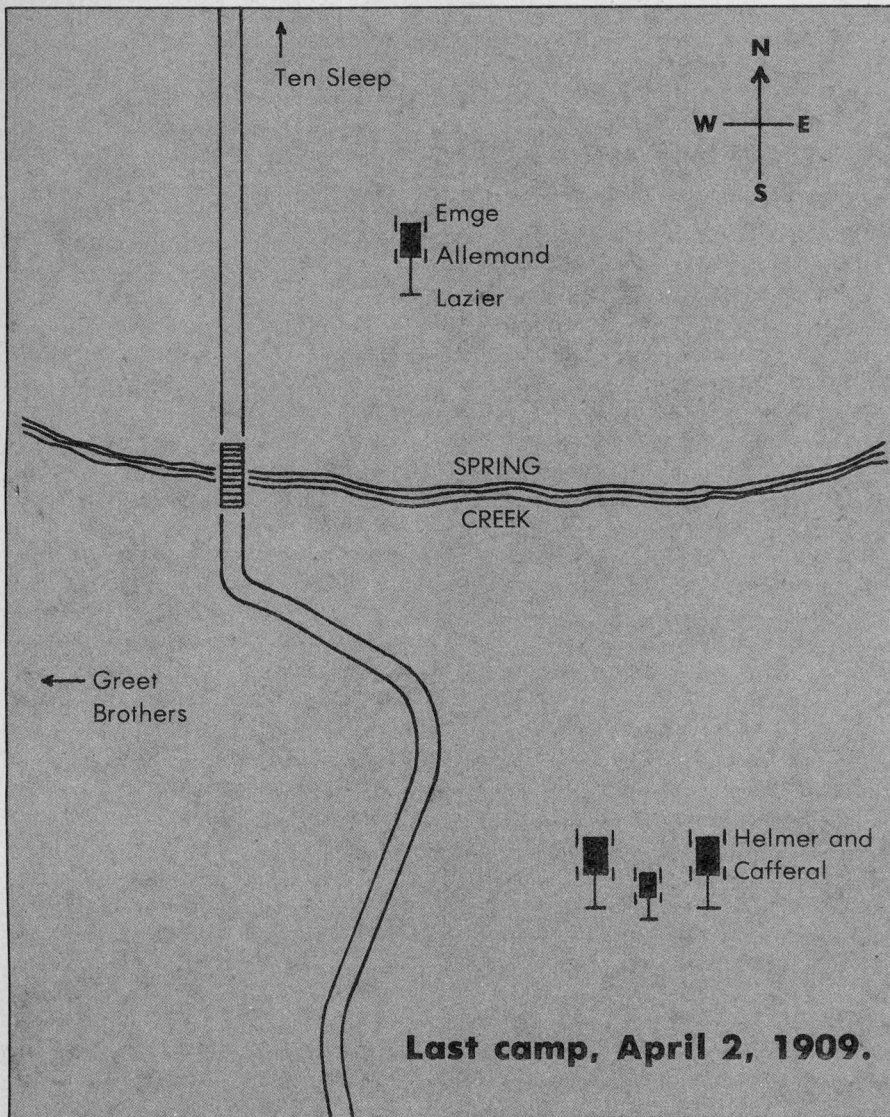 Ten Sleep
N
W E
S
Emge
Allemand
Lazier
SPRING
CREEK
Greet
Brothers
Helmer and
Cafferal
Last camp, April 2, 1909.